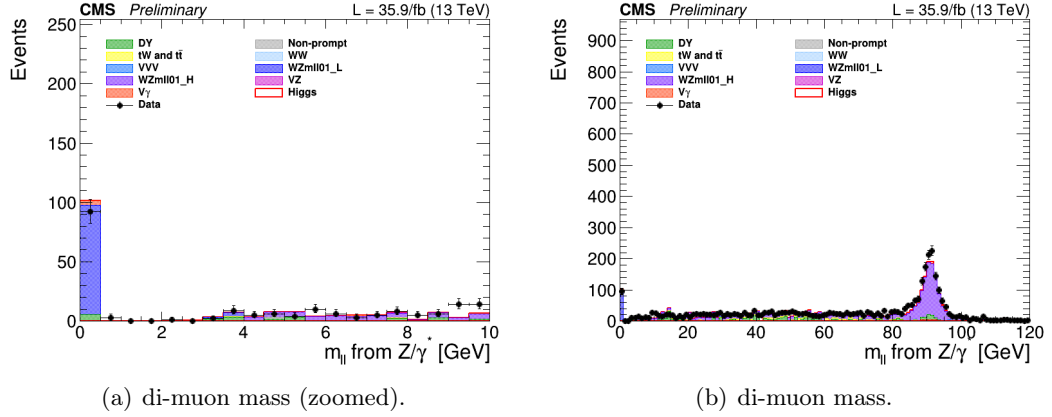 CMS Preliminary L = 35.9/fb (13 TeV)
Events
250
200
150
100
50
0
DY
tW and tt̄
VVV
WZmll01_H
Vγ
Data
Non-prompt
WW
WZmll01_L
VZ
Higgs
0 2 4 6 8 10
m_ll from Z/γ* [GeV]
(a) di-muon mass (zoomed).
CMS Preliminary L = 35.9/fb (13 TeV)
Events
900
800
700
600
500
400
300
200
100
0
DY
tW and tt̄
VVV
WZmll01_H
Vγ
Data
Non-prompt
WW
WZmll01_L
VZ
Higgs
0 20 40 60 80 100 120
m_ll from Z/γ* [GeV]
(b) di-muon mass.